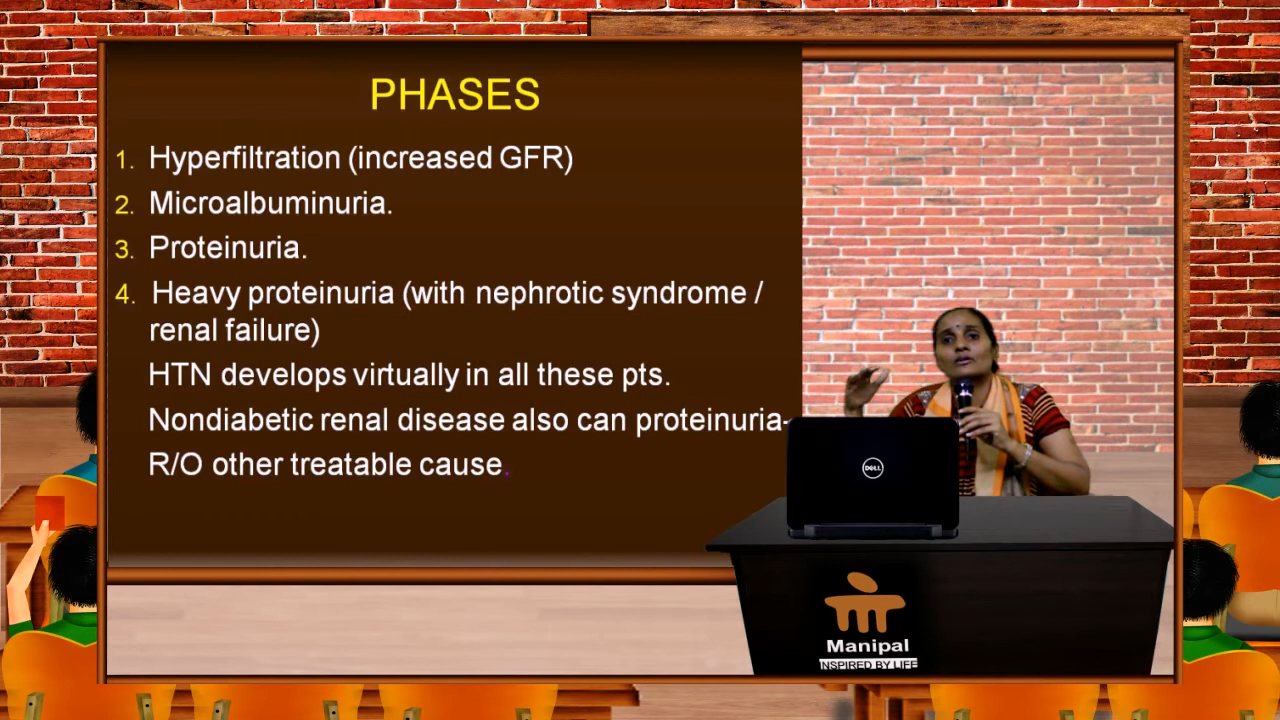 PHASES
1. Hyperfiltration (increased GFR)
2. Microalbuminuria.
3. Proteinuria.
4. Heavy proteinuria (with nephrotic syndrome /
renal failure)
HTN develops virtually in all these pts.
Nondiabetic renal disease also can proteinuria-
R/O other treatable cause.
DELL
Manipal
INSPIRED BY LIFE